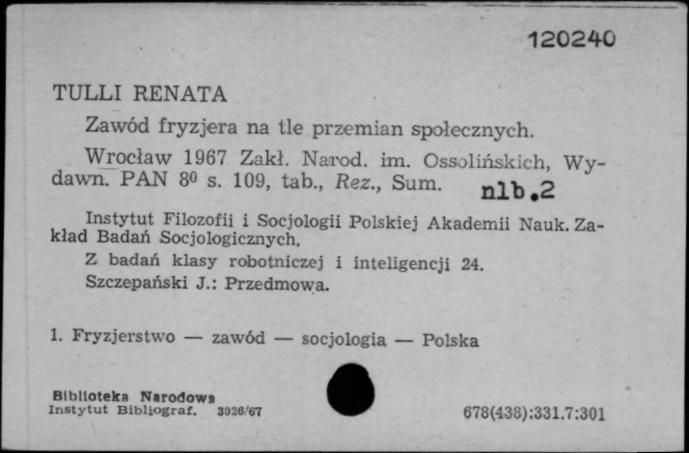 120240
TULLI RENATA
Zawód fryzjera na tle przemian społecznych.
Wrocław 1967 Zakł. Narod. im. Ossolińskich, Wy-
dawn. PAN 8⁰ s. 109, tab., Rez., Sum. nlb.2
Instytut Filozofii i Socjologii Polskiej Akademii Nauk. Za-
kład Badań Socjologicznych.
Z badań klasy robotniczej i inteligencji 24.
Szczepański J.: Przedmowa.
1. Fryzjerstwo — zawód — socjologia — Polska
Biblioteka Narodowa
Instytut Bibliograf. 3026/67
678(438):331.7:301